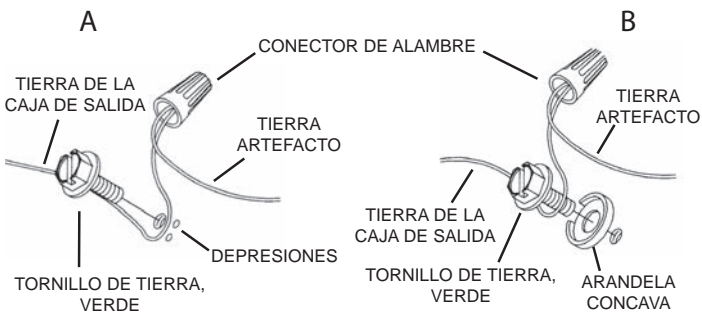 A
B
CONECTOR DE ALAMBRE
TIERRA DE LA
CAJA DE SALIDA
TIERRA
ARTEFACTO
DEPRESIONES
TORNILLO DE TIERRA,
VERDE
TIERRA
ARTEFACTO
TIERRA DE LA
CAJA DE SALIDA
TORNILLO DE TIERRA,
VERDE
ARANDELA
CONCAVA